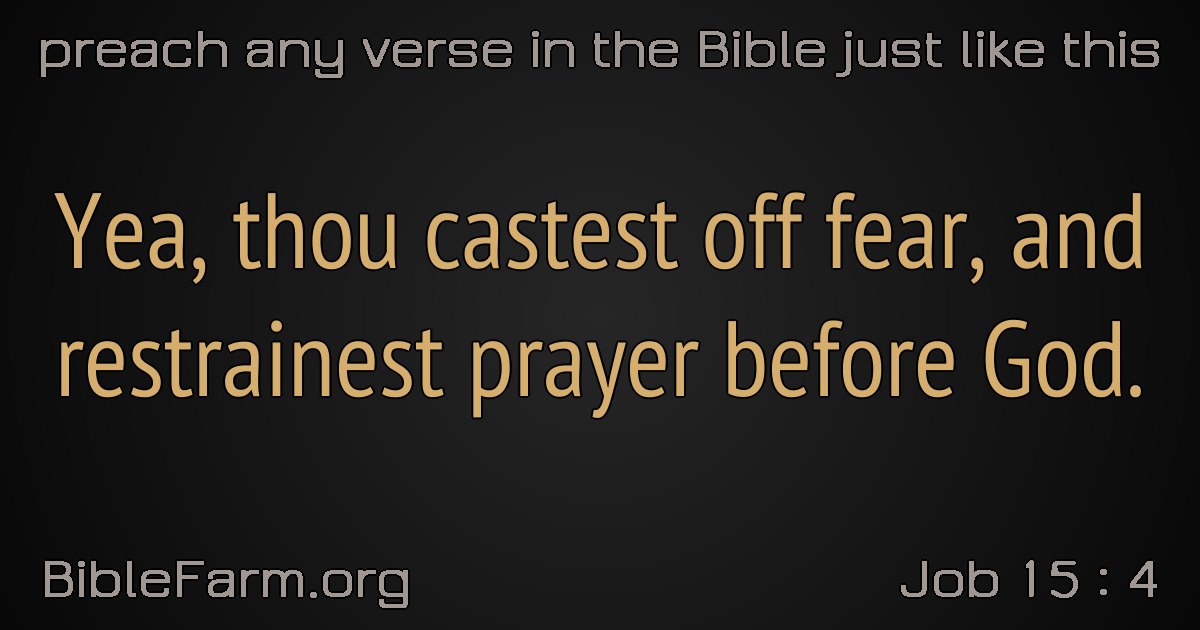 preach any verse in the Bible just like this
Yea, thou castest off fear, and
restrainest prayer before God.
BibleFarm.org
Job 15 : 4